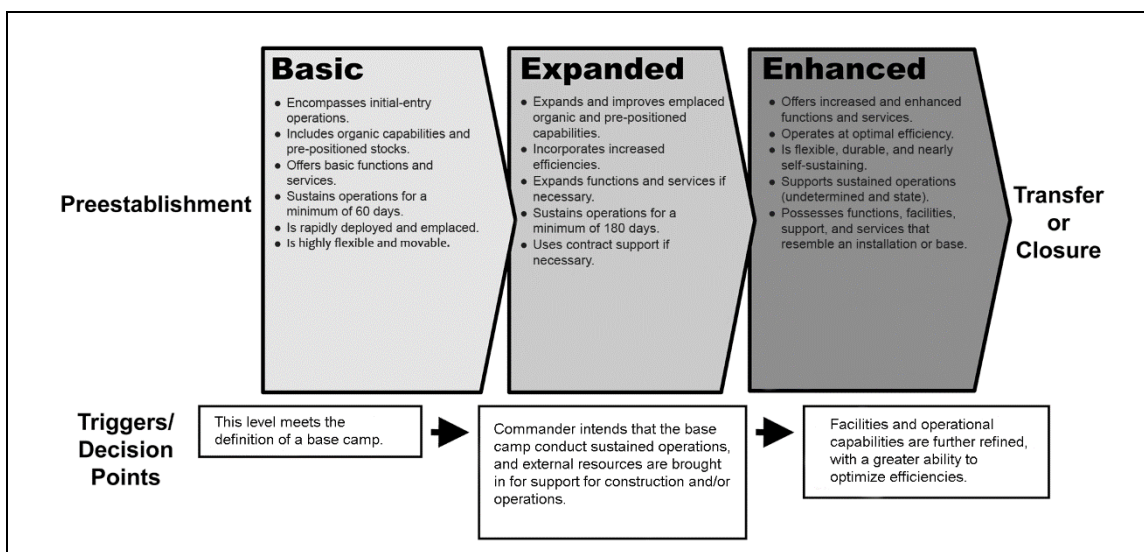 Basic
• Encompasses initial-entry
operations.
• Includes organic capabilities and
pre-positioned stocks.
• Offers basic functions and
services.
• Sustains operations for a
minimum of 60 days.
• Is rapidly deployed and emplaced.
• Is highly flexible and movable.
Expanded
• Expands and improves emplaced
organic and pre-positioned
capabilities.
• Incorporates increased
efficiencies.
• Expands functions and services if
necessary.
• Sustains operations for a
minimum of 180 days.
• Uses contract support if
necessary.
Enhanced
• Offers increased and enhanced
functions and services.
• Operates at optimal efficiency.
• Is flexible, durable, and nearly
self-sustaining.
• Supports sustained operations
(undetermined and state).
• Possesses functions, facilities,
support, and services that
resemble an installation or base.
Preestablishment
Transfer
or
Closure
Triggers/
Decision
Points
This level meets the
definition of a base camp.
Commander intends that the base
camp conduct sustained operations,
and external resources are brought
in for support for construction and/or
operations.
Facilities and operational
capabilities are further refined,
with a greater ability to
optimize efficiencies.